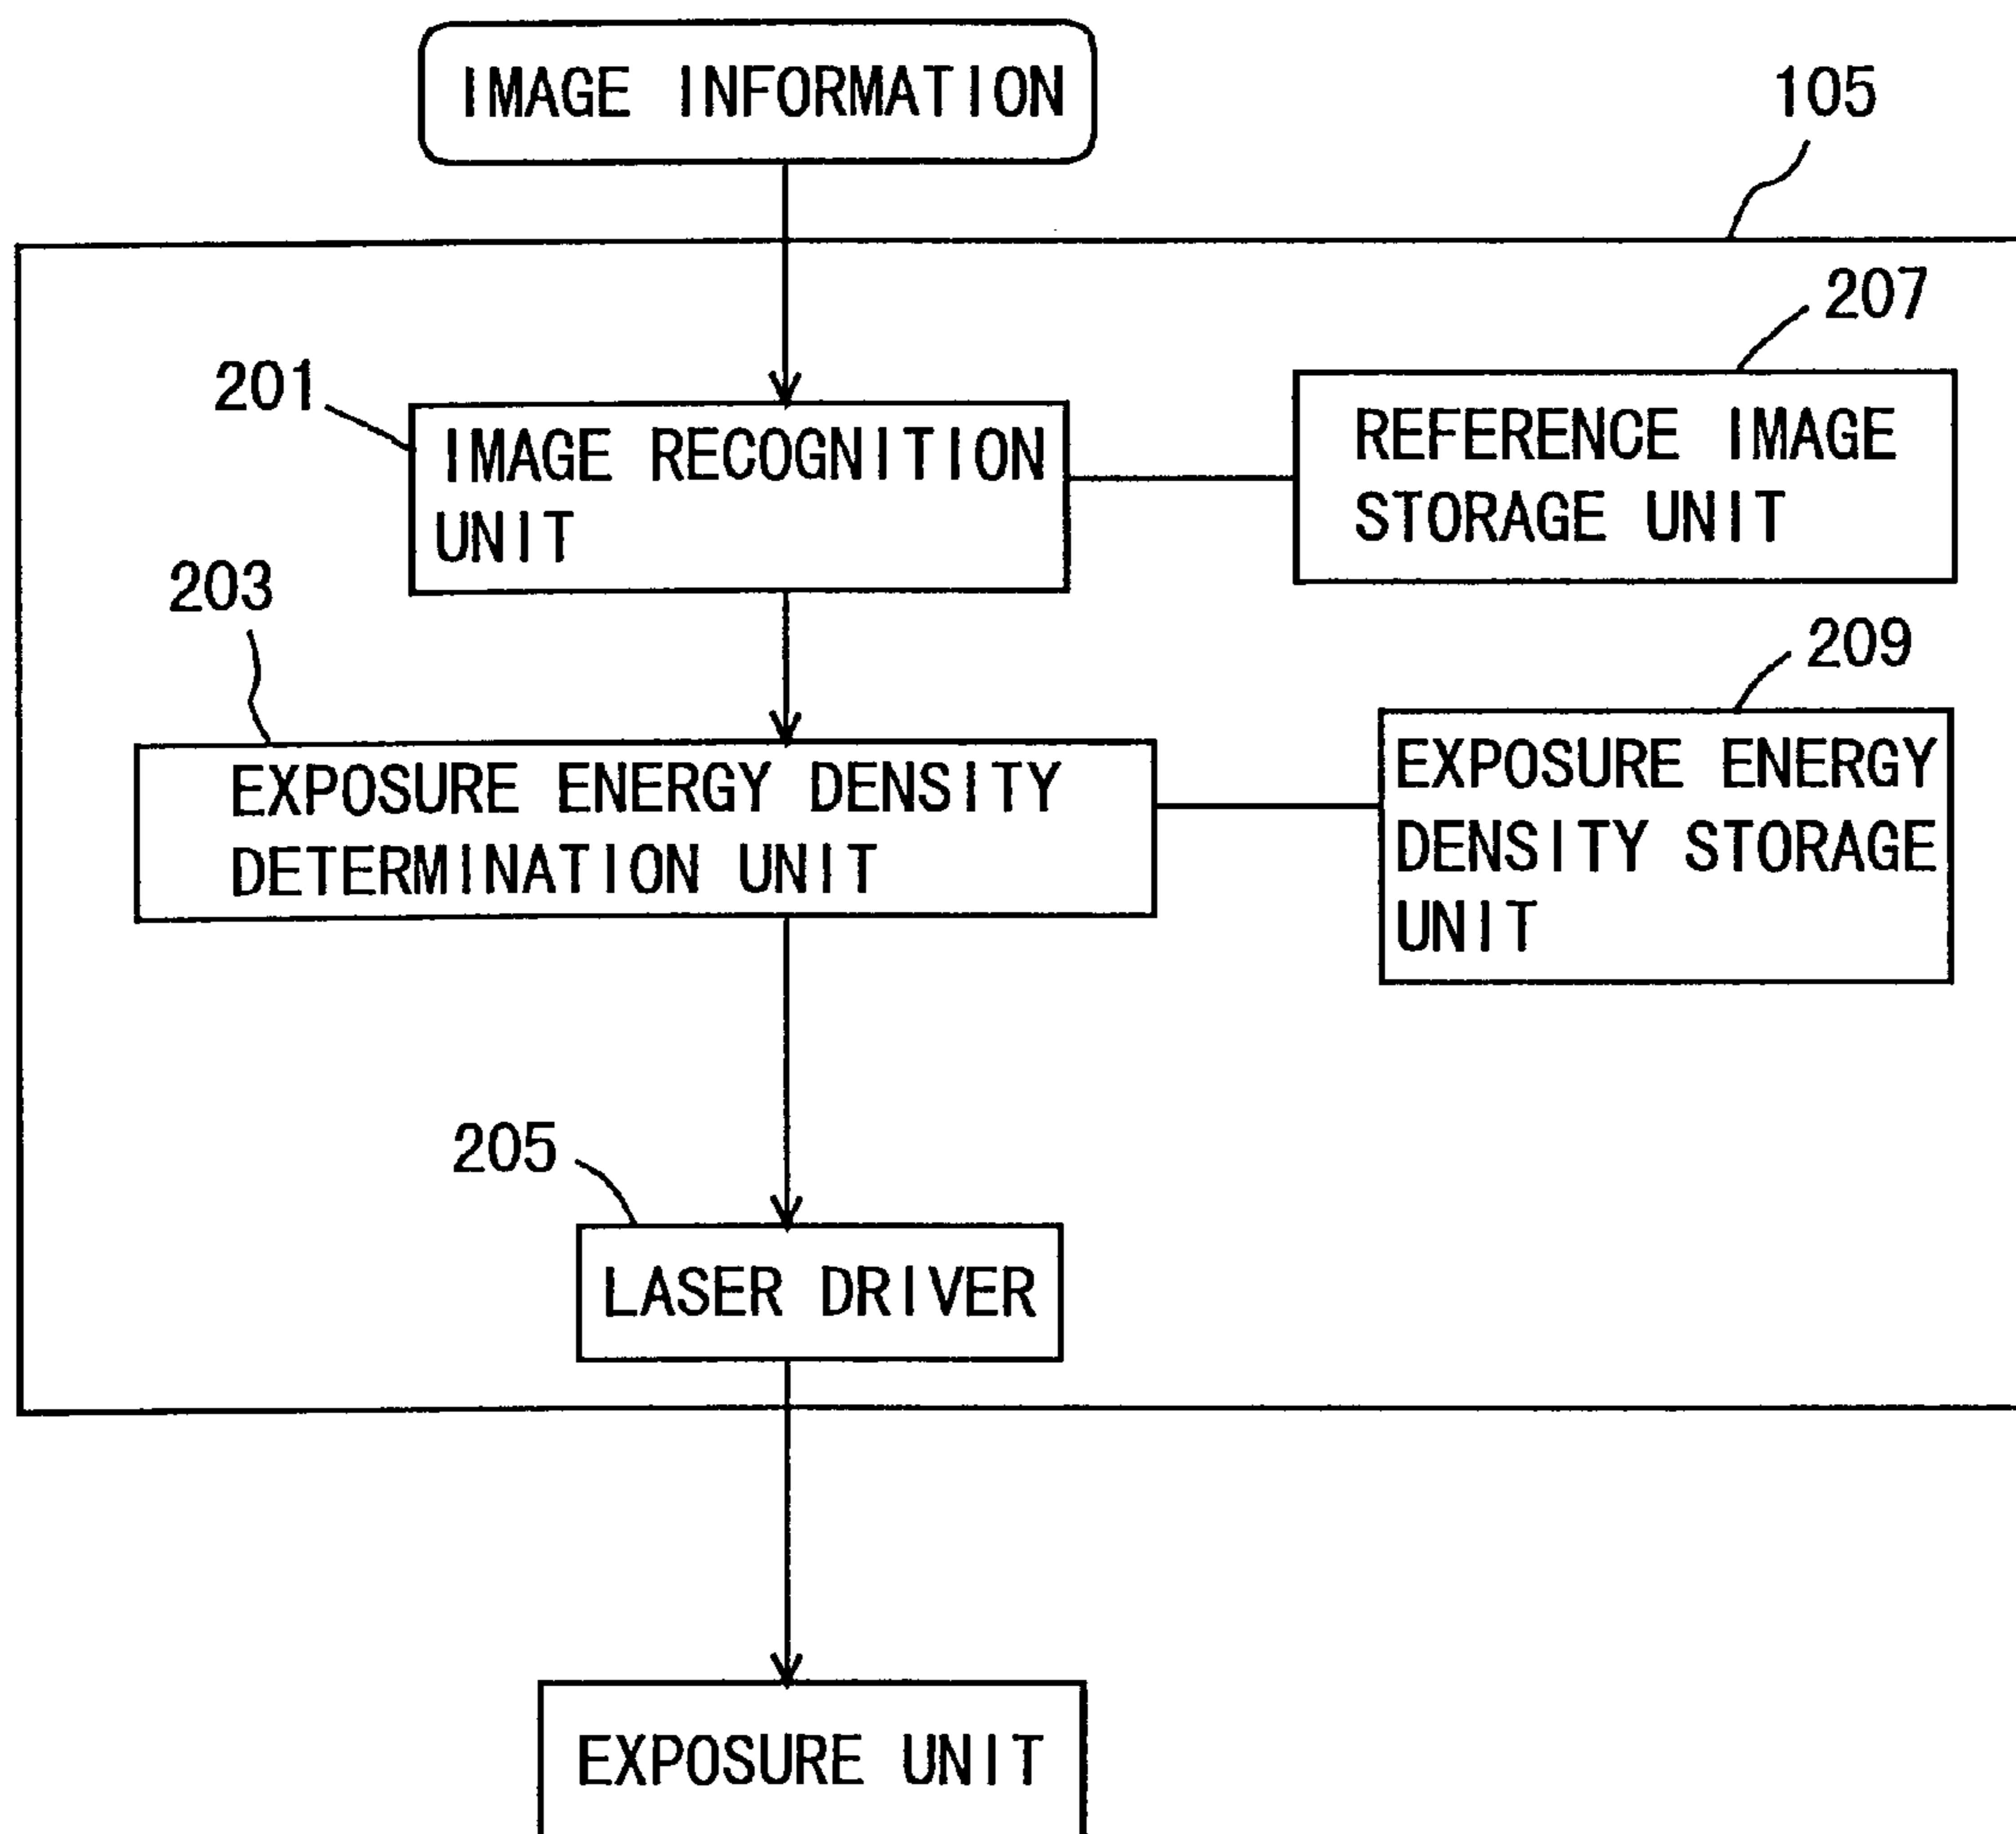 IMAGE INFORMATION
105
207
201
IMAGE RECOGNITION
UNIT
REFERENCE IMAGE
STORAGE UNIT
203
209
EXPOSURE ENERGY DENSITY
DETERMINATION UNIT
EXPOSURE ENERGY
DENSITY STORAGE
UNIT
205
LASER DRIVER
EXPOSURE UNIT